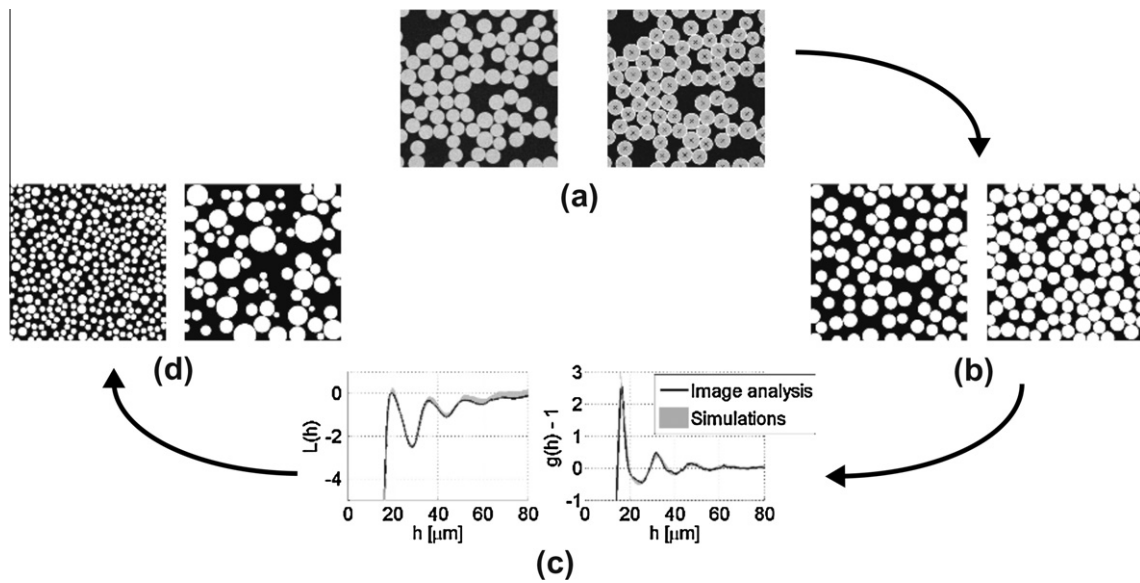 (a)
(d)
(b)
L(h)
0
-2
-4
0 20 40 60 80
h [μm]
g(h) - 1
3
2
1
0
-1
0 20 40 60 80
h [μm]
Image analysis
Simulations
(c)